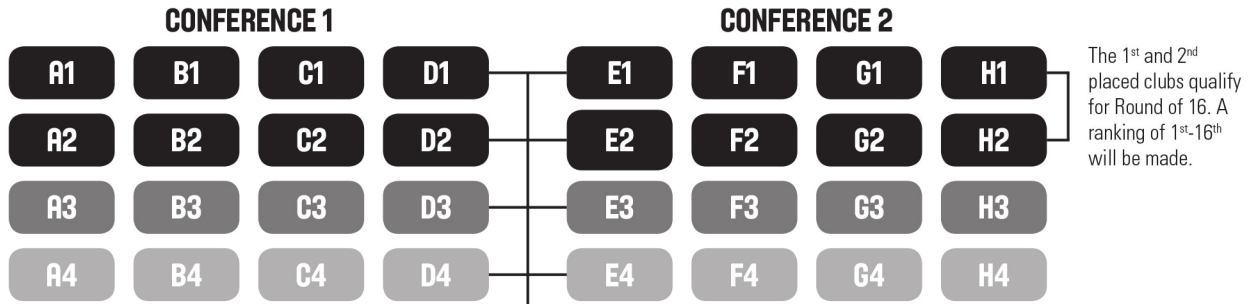 CONFERENCE 1 CONFERENCE 2
A1 B1 C1 D1 E1 F1 G1 H1
A2 B2 C2 D2 E2 F2 G2 H2
A3 B3 C3 D3 E3 F3 G3 H3
A4 B4 C4 D4 E4 F4 G4 H4
The 1st and 2nd
placed clubs qualify
for Round of 16. A
ranking of 1st-16th
will be made.